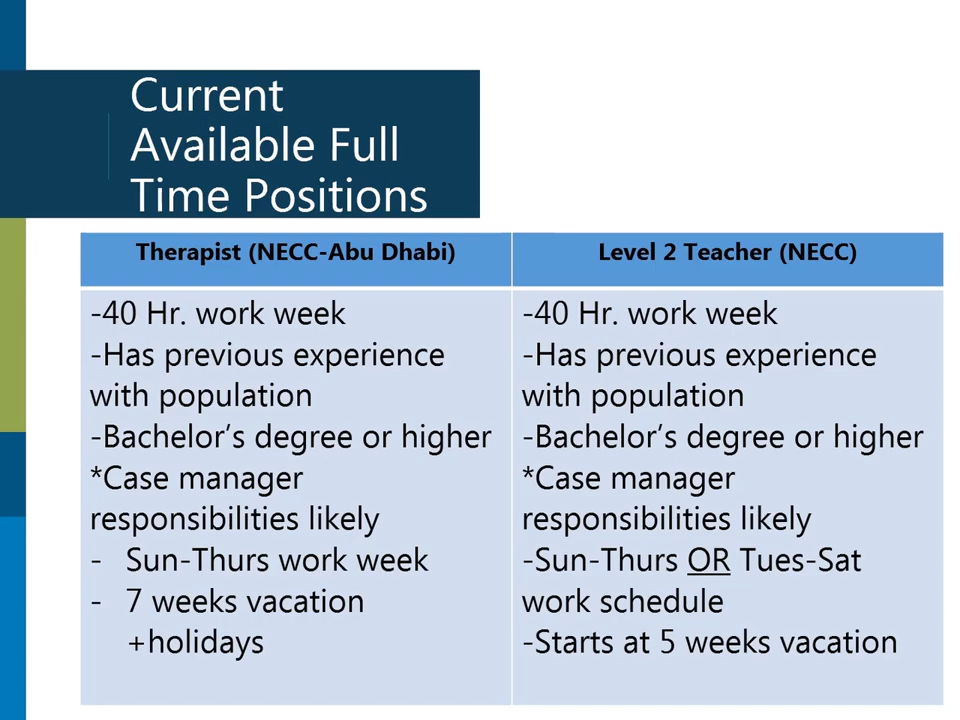 Current
Available Full
Time Positions
Therapist (NECC-Abu Dhabi)
-40 Hr. work week
-Has previous experience
with population
-Bachelor’s degree or higher
*Case manager
responsibilities likely
- Sun-Thurs work week
- 7 weeks vacation
+holidays
Level 2 Teacher (NECC)
-40 Hr. work week
-Has previous experience
with population
-Bachelor’s degree or higher
*Case manager
responsibilities likely
-Sun-Thurs OR Tues-Sat
work schedule
-Starts at 5 weeks vacation